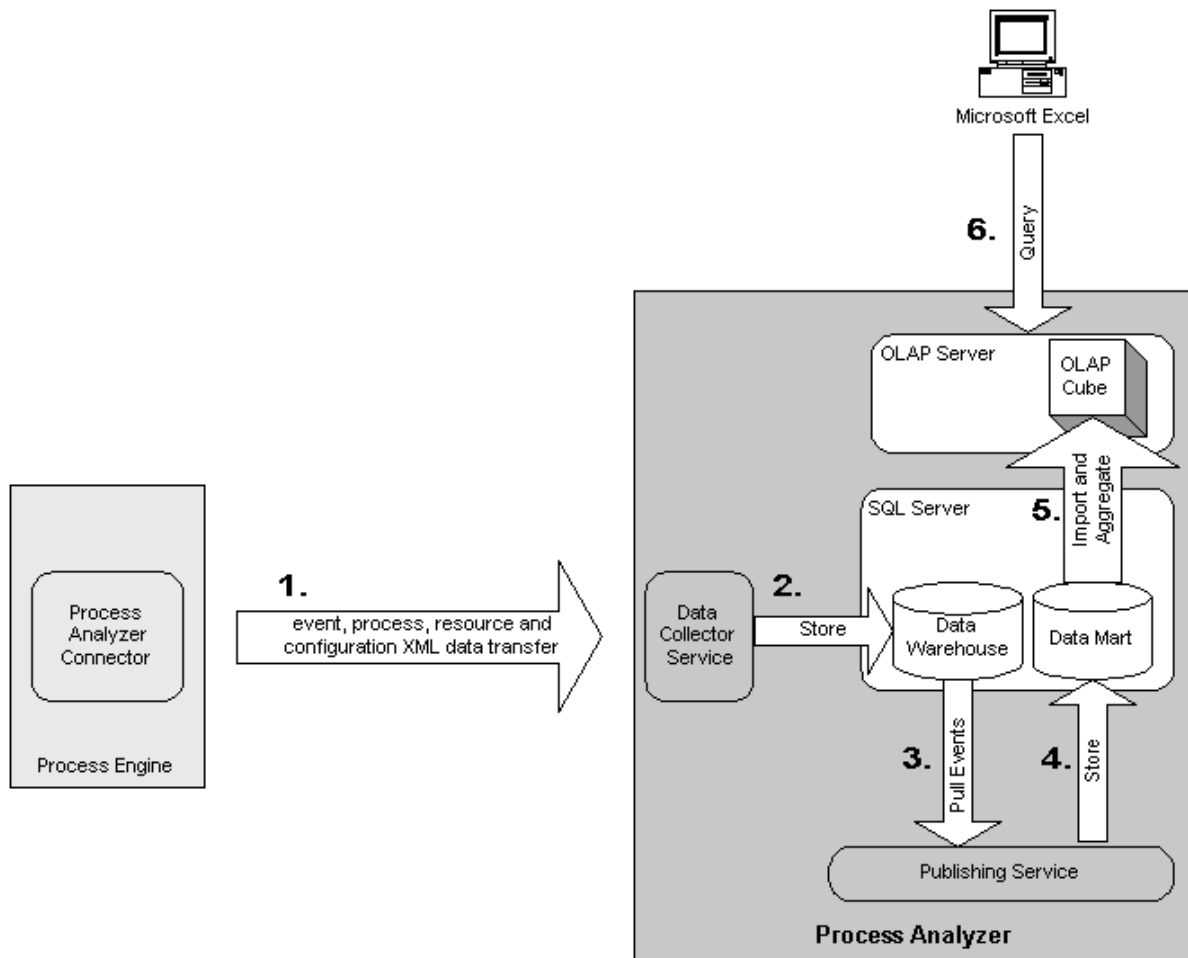 Microsoft Excel
6.
Query
OLAP Server
OLAP
Cube
Import and
Aggregate
5.
SQL Server
Process
Analyzer
Connector
Process Engine
1.
event, process, resource and
configuration XML data transfer
Data
Collector
Service
2.
Store
Data
Warehouse
Data Mart
3.
Pull Events
4.
Store
Publishing Service
Process Analyzer